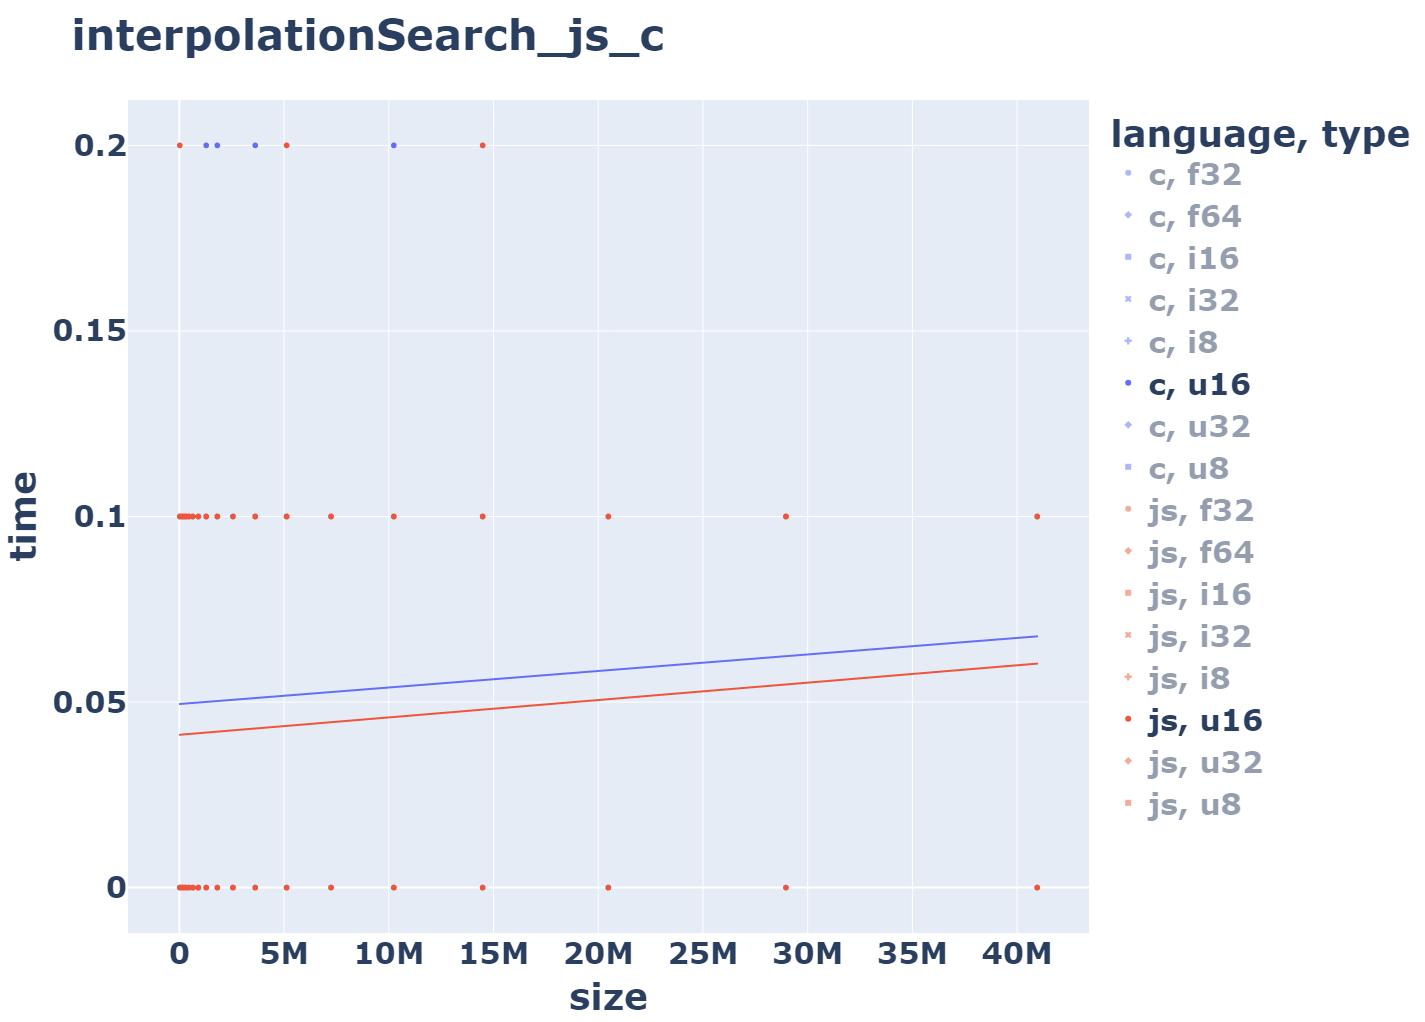 interpolationSearch_js_c
0.2
0.15
0.1
0.05
0
time
0 5M 10M 15M 20M 25M 30M 35M 40M
size
language, type
c, f32
c, f64
c, i16
c, i32
c, i8
c, u16
c, u32
c, u8
js, f32
js, f64
js, i16
js, i32
js, i8
js, u16
js, u32
js, u8